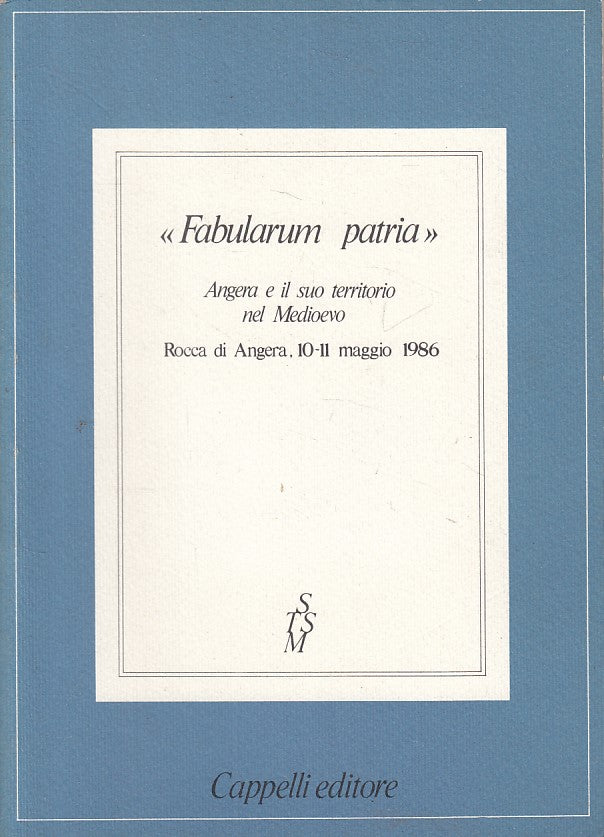 « Fabularum patria »
Angera e il suo territorio
nel Medioevo
Rocca di Angera, 10-11 maggio 1986
S
TS
M
Cappelli editore